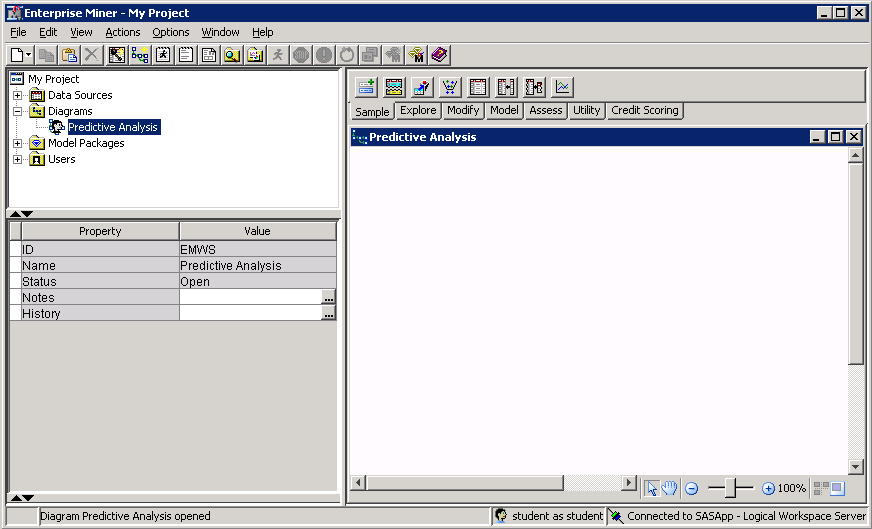 Enterprise Miner - My Project
File Edit View Actions Options Window Help
My Project
Data Sources
Diagrams
Predictive Analysis
Model Packages
Users
Property Value
ID EMWS
Name Predictive Analysis
Status Open
Notes ...
History ...
Sample Explore Modify Model Assess Utility Credit Scoring
Predictive Analysis
100%
Diagram Predictive Analysis opened
student as student
Connected to SASApp - Logical Workspace Server